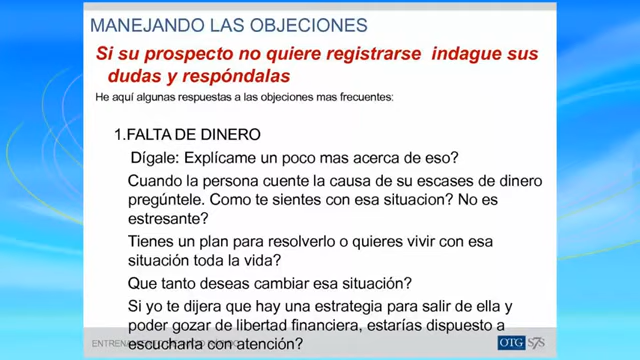 MANEJANDO LAS OBJECIONES
Si su prospecto no quiere registrarse indague sus
dudas y respóndalas
He aquí algunas respuestas a las objeciones mas frecuentes:
1.FALTA DE DINERO
Dígale: Explícame un poco mas acerca de eso?
Cuando la persona cuente la causa de su escases de dinero
pregúntele. Como te sientes con esa situacion? No es
estresante?
Tienes un plan para resolverlo o quieres vivir con esa
situación toda la vida?
Que tanto deseas cambiar esa situación?
Si yo te dijera que hay una estrategia para salir de ella y
poder gozar de libertad financiera, estarías dispuesto a
escucharla con atención?
OTG